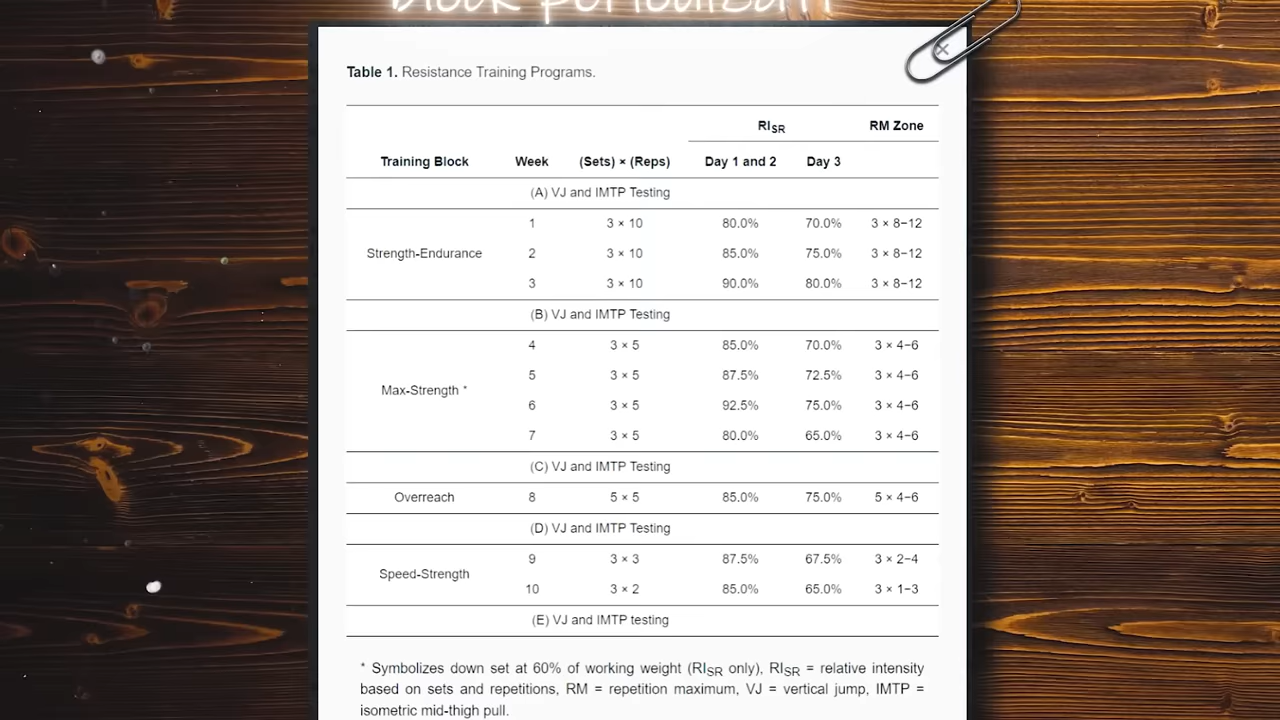 block periodizam
Table 1. Resistance Training Programs.
RISR RM Zone
Training Block Week (Sets) × (Reps) Day 1 and 2 Day 3
(A) VJ and IMTP Testing
1 3 × 10 80.0% 70.0% 3 × 8–12
Strength-Endurance 2 3 × 10 85.0% 75.0% 3 × 8–12
3 3 × 10 90.0% 80.0% 3 × 8–12
(B) VJ and IMTP Testing
4 3 × 5 85.0% 70.0% 3 × 4–6
5 3 × 5 87.5% 72.5% 3 × 4–6
Max-Strength *
6 3 × 5 92.5% 75.0% 3 × 4–6
7 3 × 5 80.0% 65.0% 3 × 4–6
(C) VJ and IMTP Testing
Overreach 8 5 × 5 85.0% 75.0% 5 × 4–6
(D) VJ and IMTP Testing
9 3 × 3 87.5% 67.5% 3 × 2–4
Speed-Strength
10 3 × 2 85.0% 65.0% 3 × 1–3
(E) VJ and IMTP testing
* Symbolizes down set at 60% of working weight (RISR only), RISR = relative intensity
based on sets and repetitions, RM = repetition maximum, VJ = vertical jump, IMTP =
isometric mid-thigh pull.